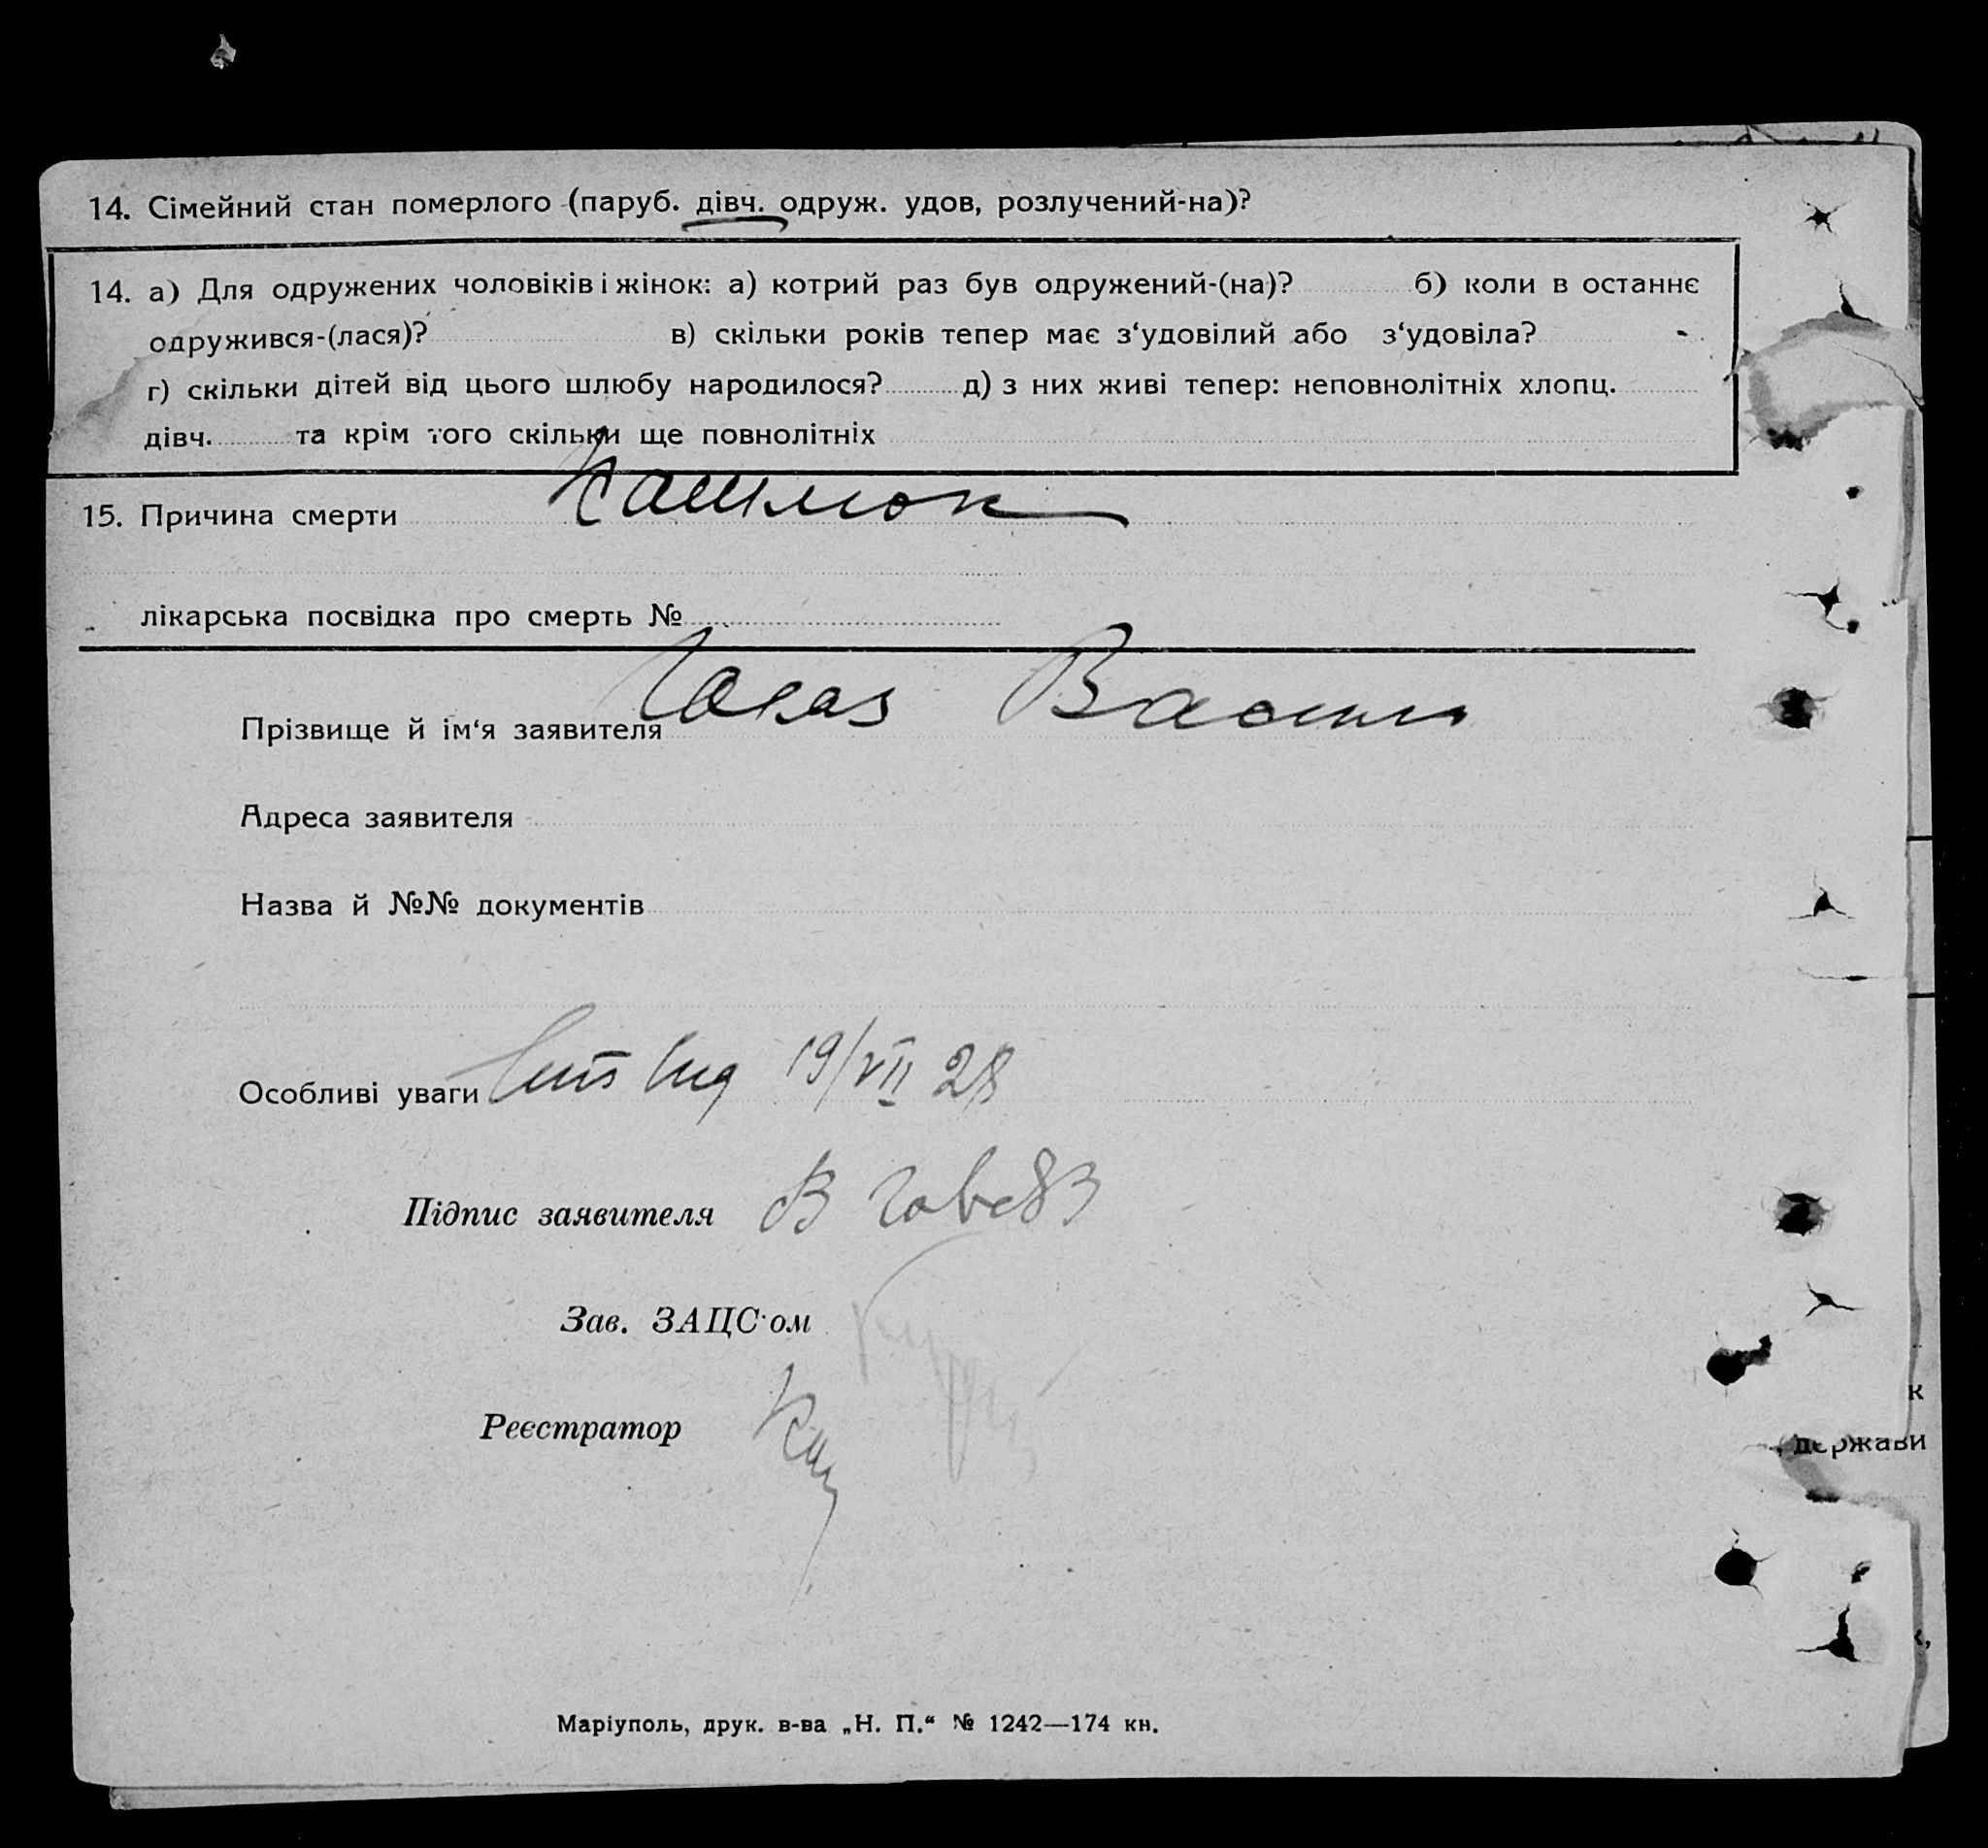 14. Сімейний стан померлого (паруб. дівч. одруж. удов, розлучений-на)?
14. а) Для одружених чоловіків і жінок: а) котрий раз був одружений-(на)? б) коли в останнє
одружився-(лася)? в) скільки років тепер має з‘удовілий або з‘удовіла?
г) скільки дітей від цього шлюбу народилося? д) з них живі тепер: неповнолітніх хлопц.
дівч. та крім того скільки ще повнолітніх
15. Причина смерти Кашлюк
лікарська посвідка про смерть №
Прізвище й ім‘я заявителя Василь
Адреса заявителя
Назва й №№ документів
Особливі уваги 19/VII 28
Підпис заявителя В
Зав. ЗАЦС‘ом
Реєстратор
к
держави
Маріуполь, друк. в-ва „Н. П.“ № 1242—174 кн.